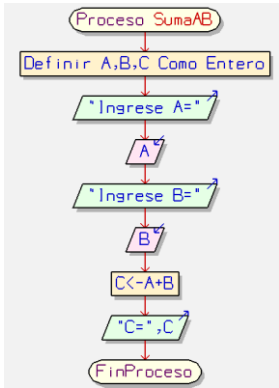 Proceso SumaAB
Definir A,B,C Como Entero
"Ingrese A="
A
"Ingrese B="
B
C<-A+B
"C=",C
FinProceso